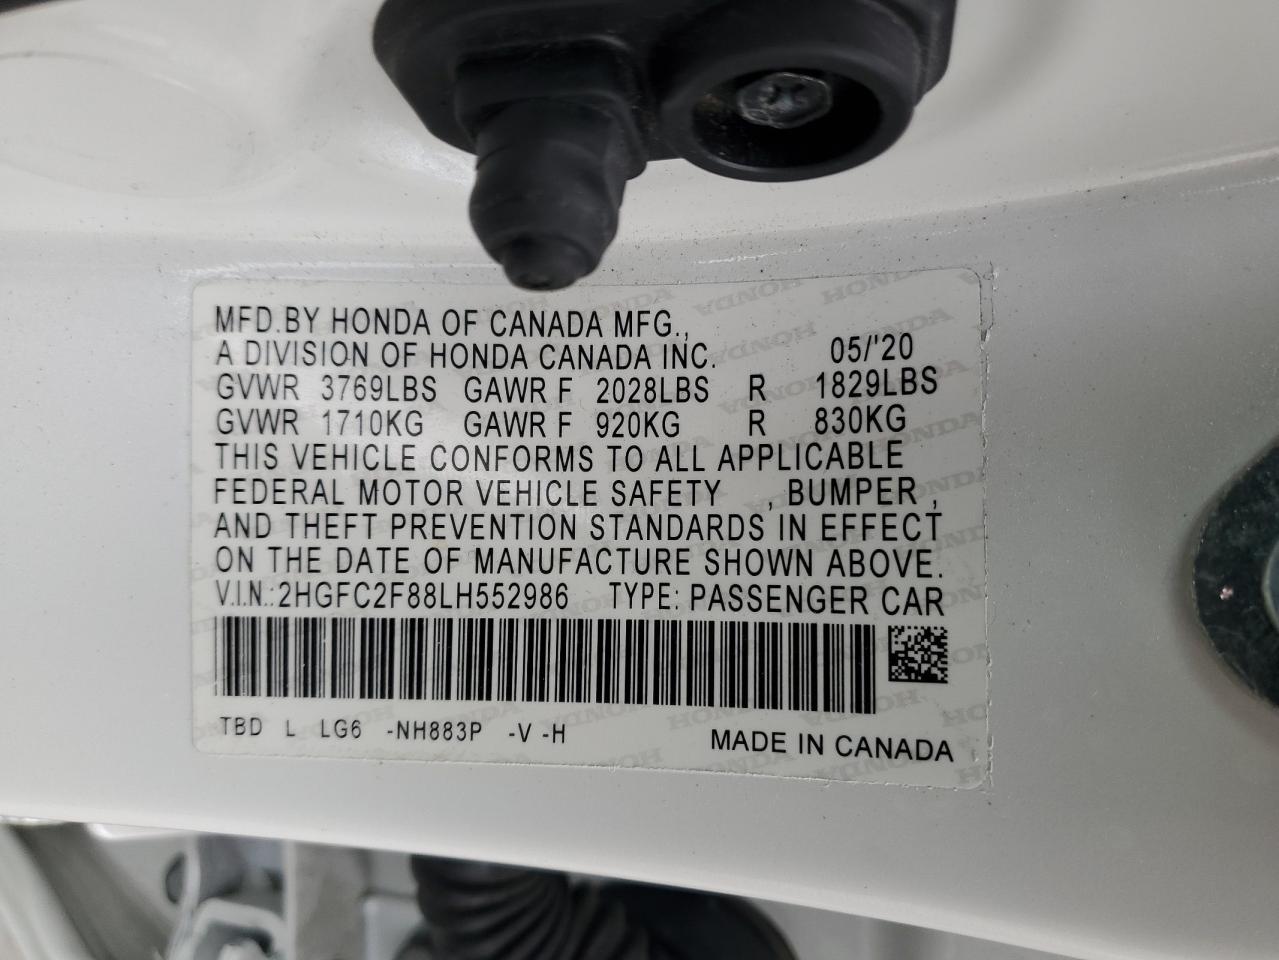 MFD.BY HONDA OF CANADA MFG.,
A DIVISION OF HONDA CANADA INC. 05/'20
GVWR 3769LBS GAWR F 2028LBS R 1829LBS
GVWR 1710KG GAWR F 920KG R 830KG
THIS VEHICLE CONFORMS TO ALL APPLICABLE
FEDERAL MOTOR VEHICLE SAFETY , BUMPER ,
AND THEFT PREVENTION STANDARDS IN EFFECT
ON THE DATE OF MANUFACTURE SHOWN ABOVE.
V.I.N.:2HGFC2F88LH552986 TYPE: PASSENGER CAR
TBD L LG6 -NH883P -V -H MADE IN CANADA